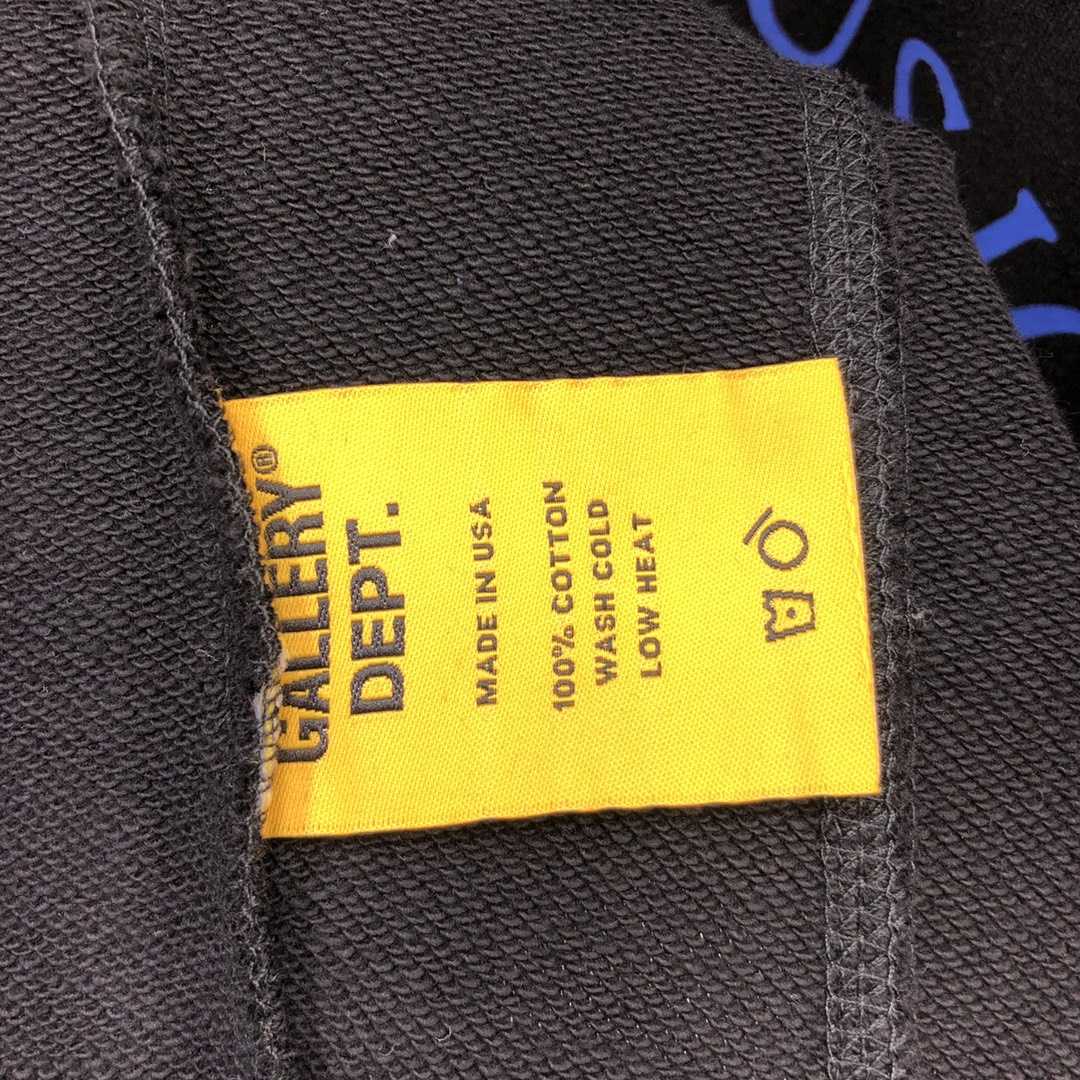 GALLERY®
DEPT.
MADE IN USA
100% COTTON
WASH COLD
LOW HEAT